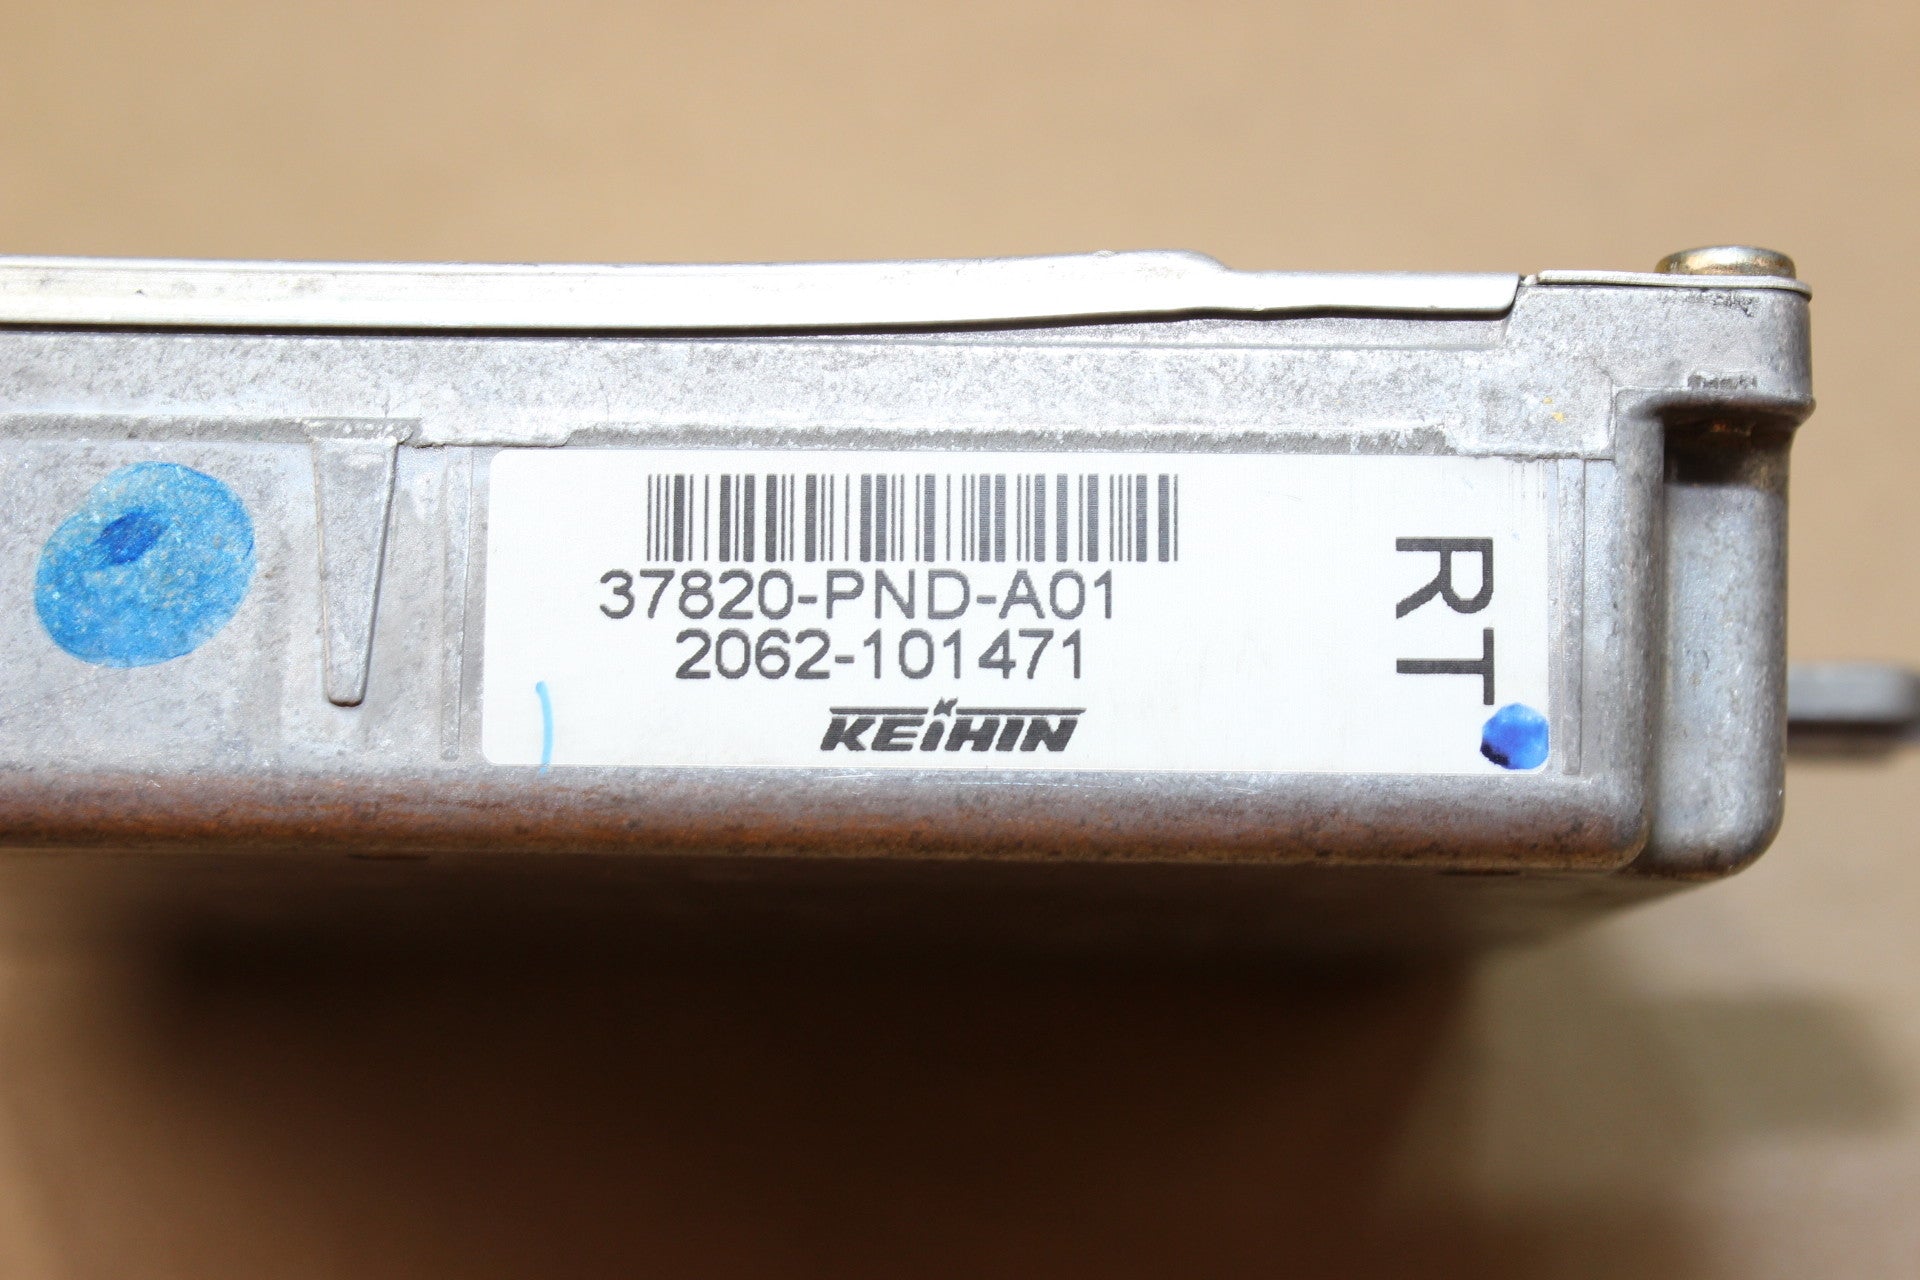 37820-PND-A01
2062-101471
KEIHIN
RT